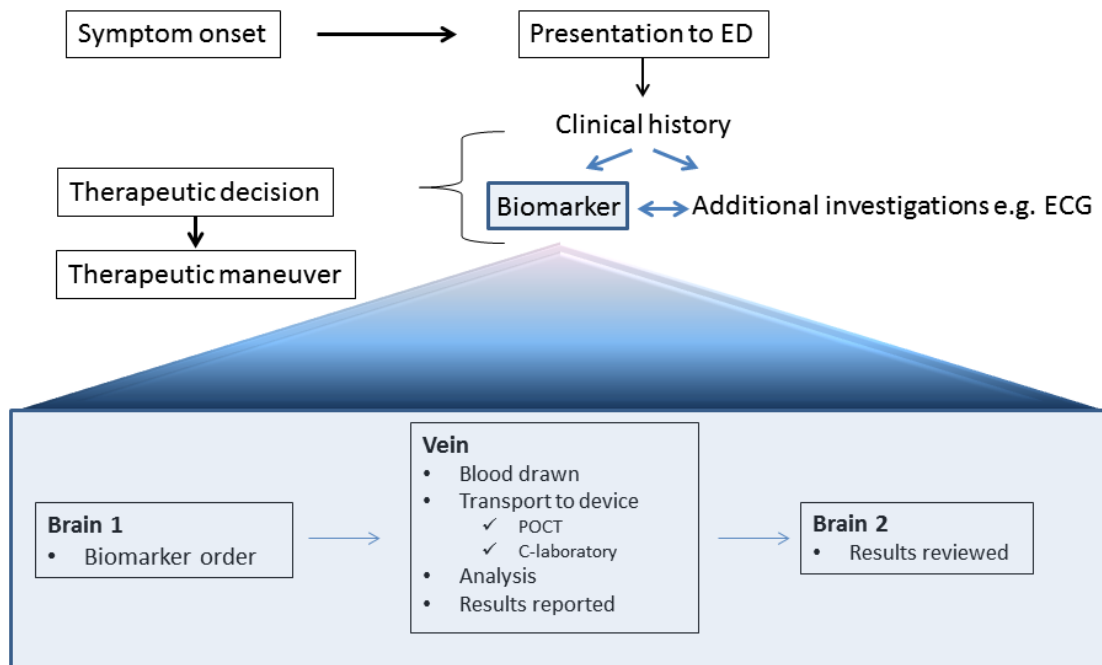 Symptom onset
Presentation to ED
Clinical history
Biomarker
Additional investigations e.g. ECG
Therapeutic decision
Therapeutic maneuver
Brain 1
• Biomarker order
Vein
• Blood drawn
• Transport to device
✓ POCT
✓ C-laboratory
• Analysis
• Results reported
Brain 2
• Results reviewed